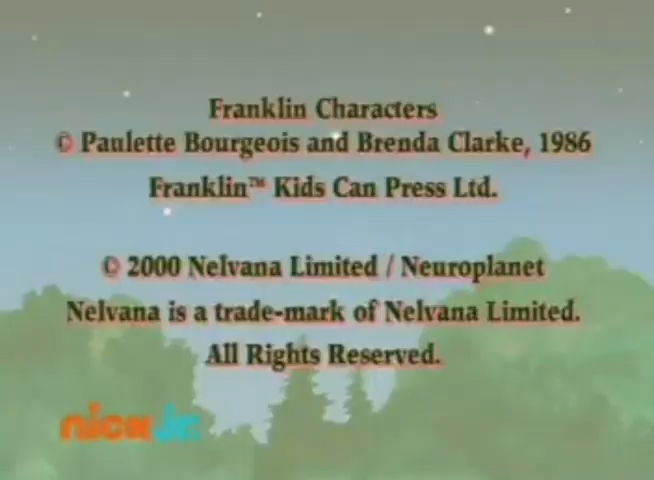 Franklin Characters
© Paulette Bourgeois and Brenda Clarke, 1986
Franklin™ Kids Can Press Ltd.
© 2000 Nelvana Limited / Neuroplanet
Nelvana is a trade-mark of Nelvana Limited.
All Rights Reserved.
nick Jr.